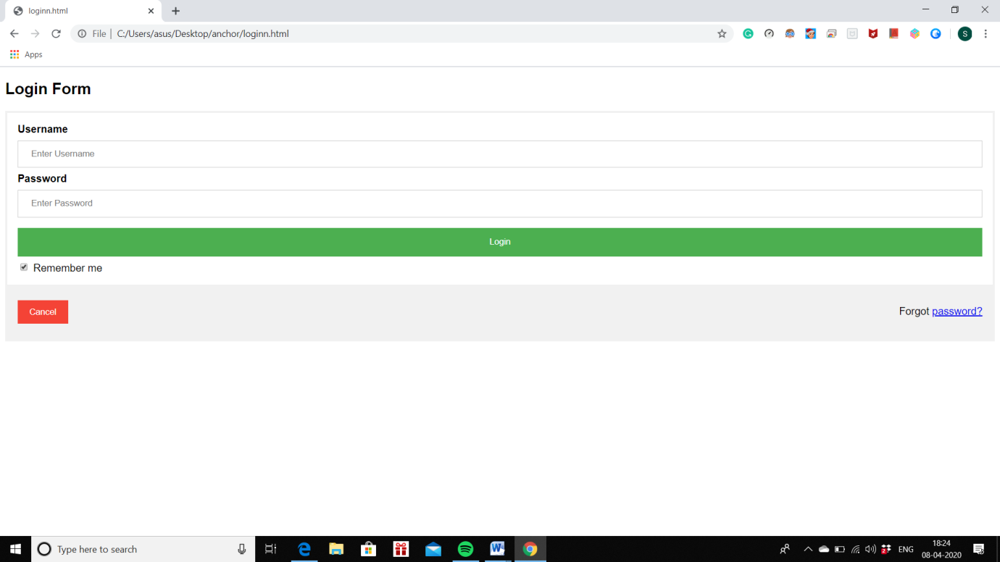 loginn.html
File | C:/Users/asus/Desktop/anchor/loginn.html
S
Apps
Login Form
Username
Enter Username
Password
Enter Password
Login
Remember me
Cancel
Forgot password?
Type here to search
ENG
18:24
08-04-2020